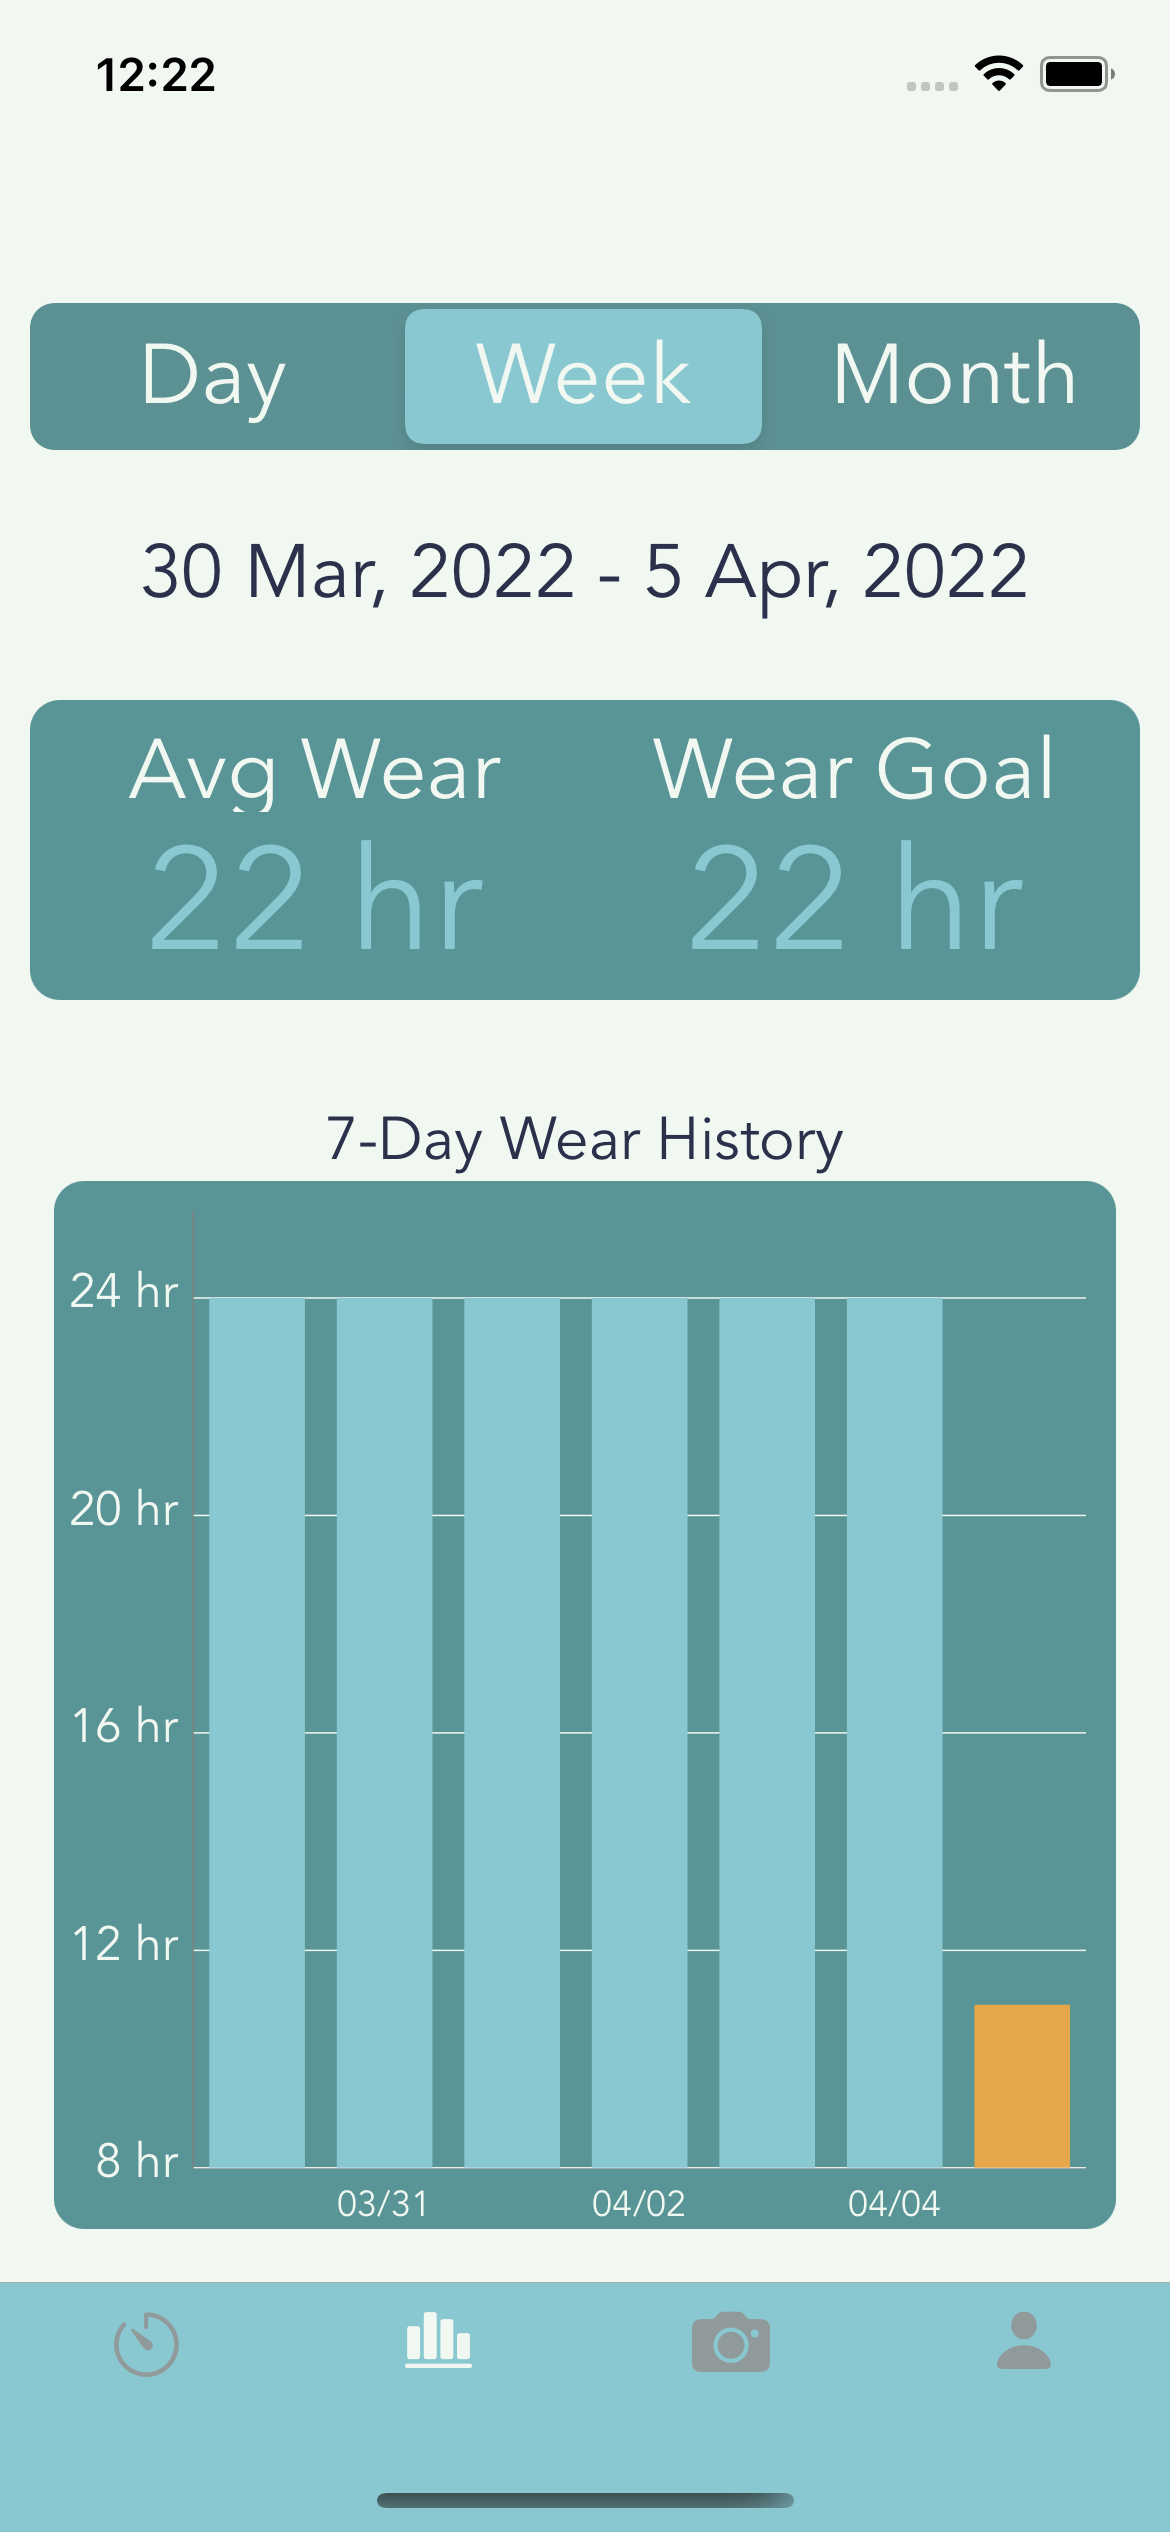 12:22
Day Week Month
30 Mar, 2022 - 5 Apr, 2022
Avg Wear Wear Goal
22 hr 22 hr
7-Day Wear History
24 hr
20 hr
16 hr
12 hr
8 hr
03/31 04/02 04/04